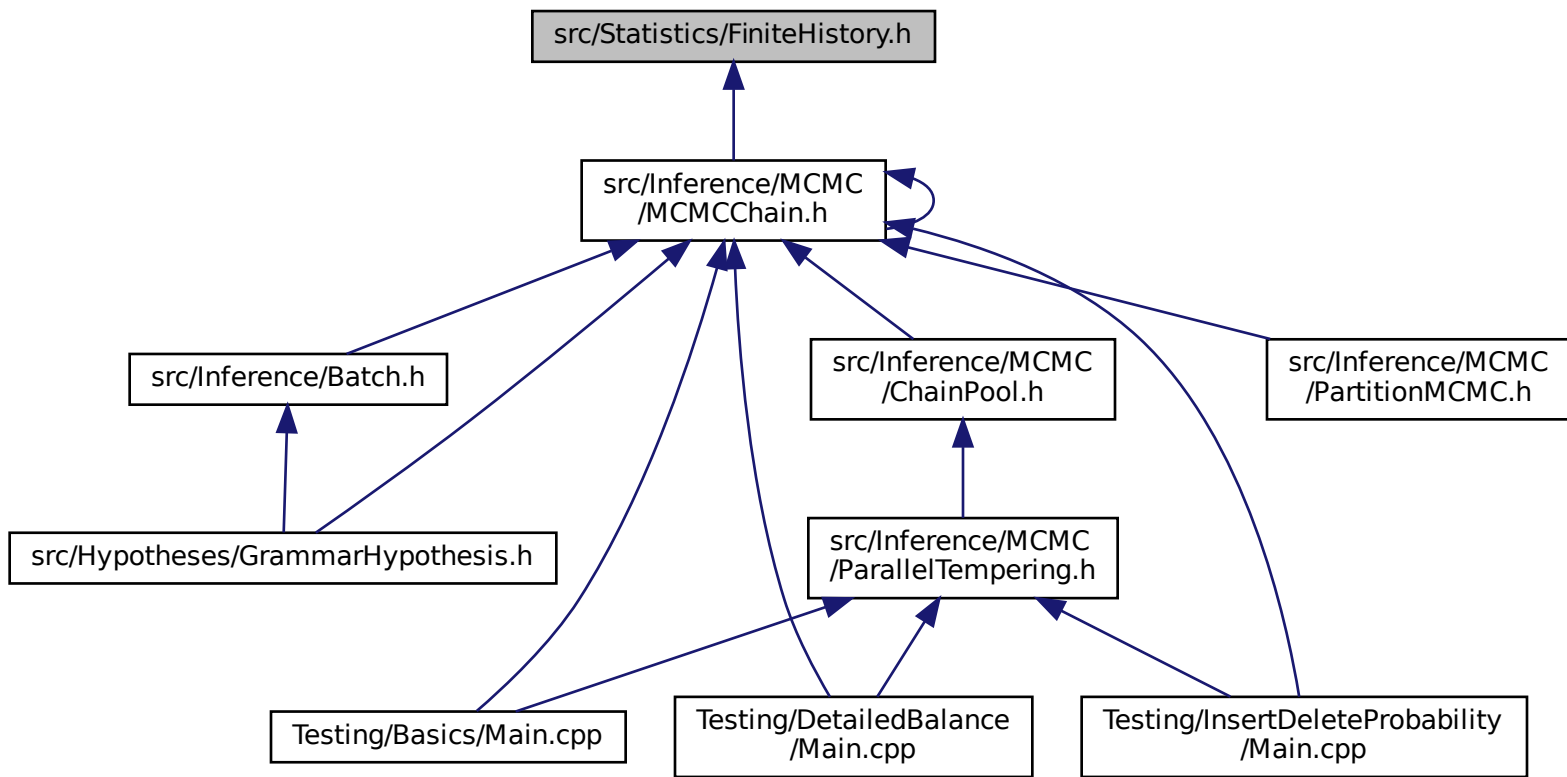 src/Statistics/FiniteHistory.h
src/Inference/MCMC
/MCMCChain.h
src/Inference/Batch.h
src/Inference/MCMC
/ChainPool.h
src/Inference/MCMC
/PartitionMCMC.h
src/Hypotheses/GrammarHypothesis.h
src/Inference/MCMC
/ParallelTempering.h
Testing/Basics/Main.cpp
Testing/DetailedBalance
/Main.cpp
Testing/InsertDeleteProbability
/Main.cpp